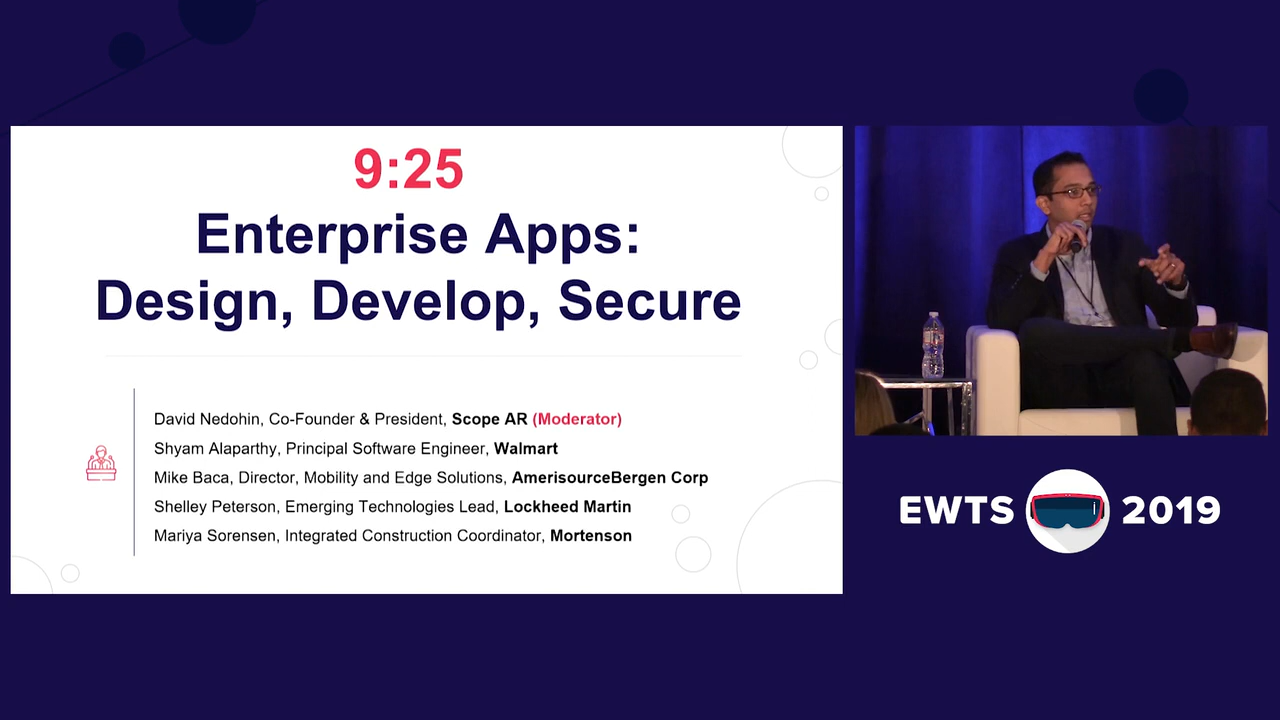 9:25
Enterprise Apps:
Design, Develop, Secure
David Nedohin, Co-Founder & President, Scope AR (Moderator)
Shyam Alaparthy, Principal Software Engineer, Walmart
Mike Baca, Director, Mobility and Edge Solutions, AmerisourceBergen Corp
Shelley Peterson, Emerging Technologies Lead, Lockheed Martin
Mariya Sorensen, Integrated Construction Coordinator, Mortenson
EWTS 2019